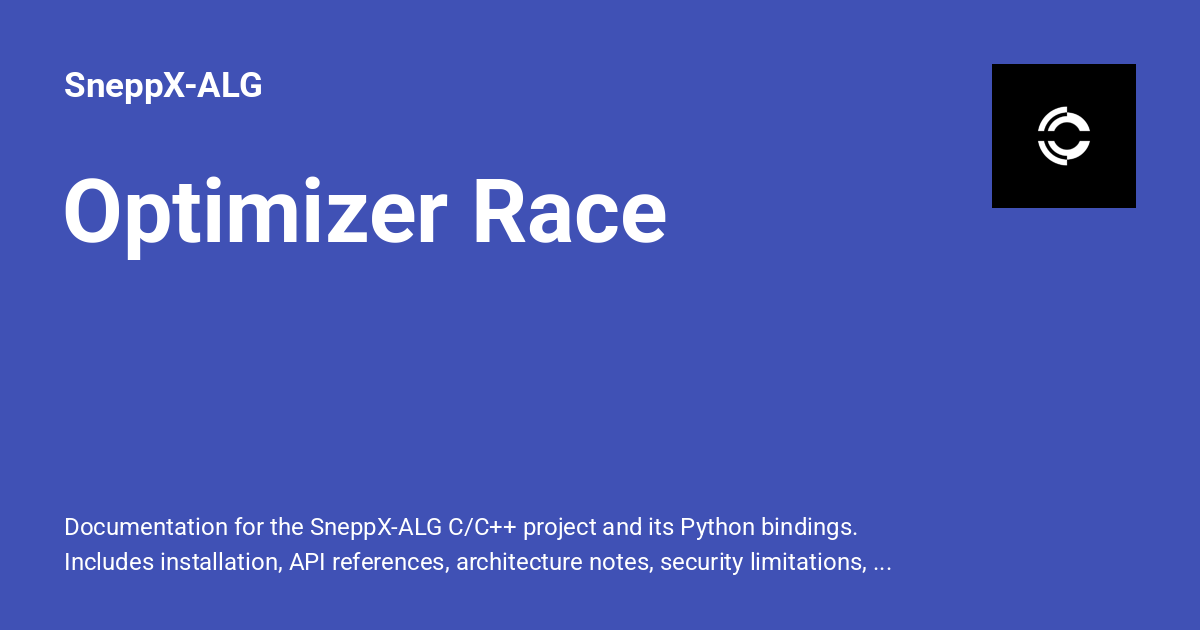 SneppX-ALG
Optimizer Race
Documentation for the SneppX-ALG C/C++ project and its Python bindings.
Includes installation, API references, architecture notes, security limitations, ...